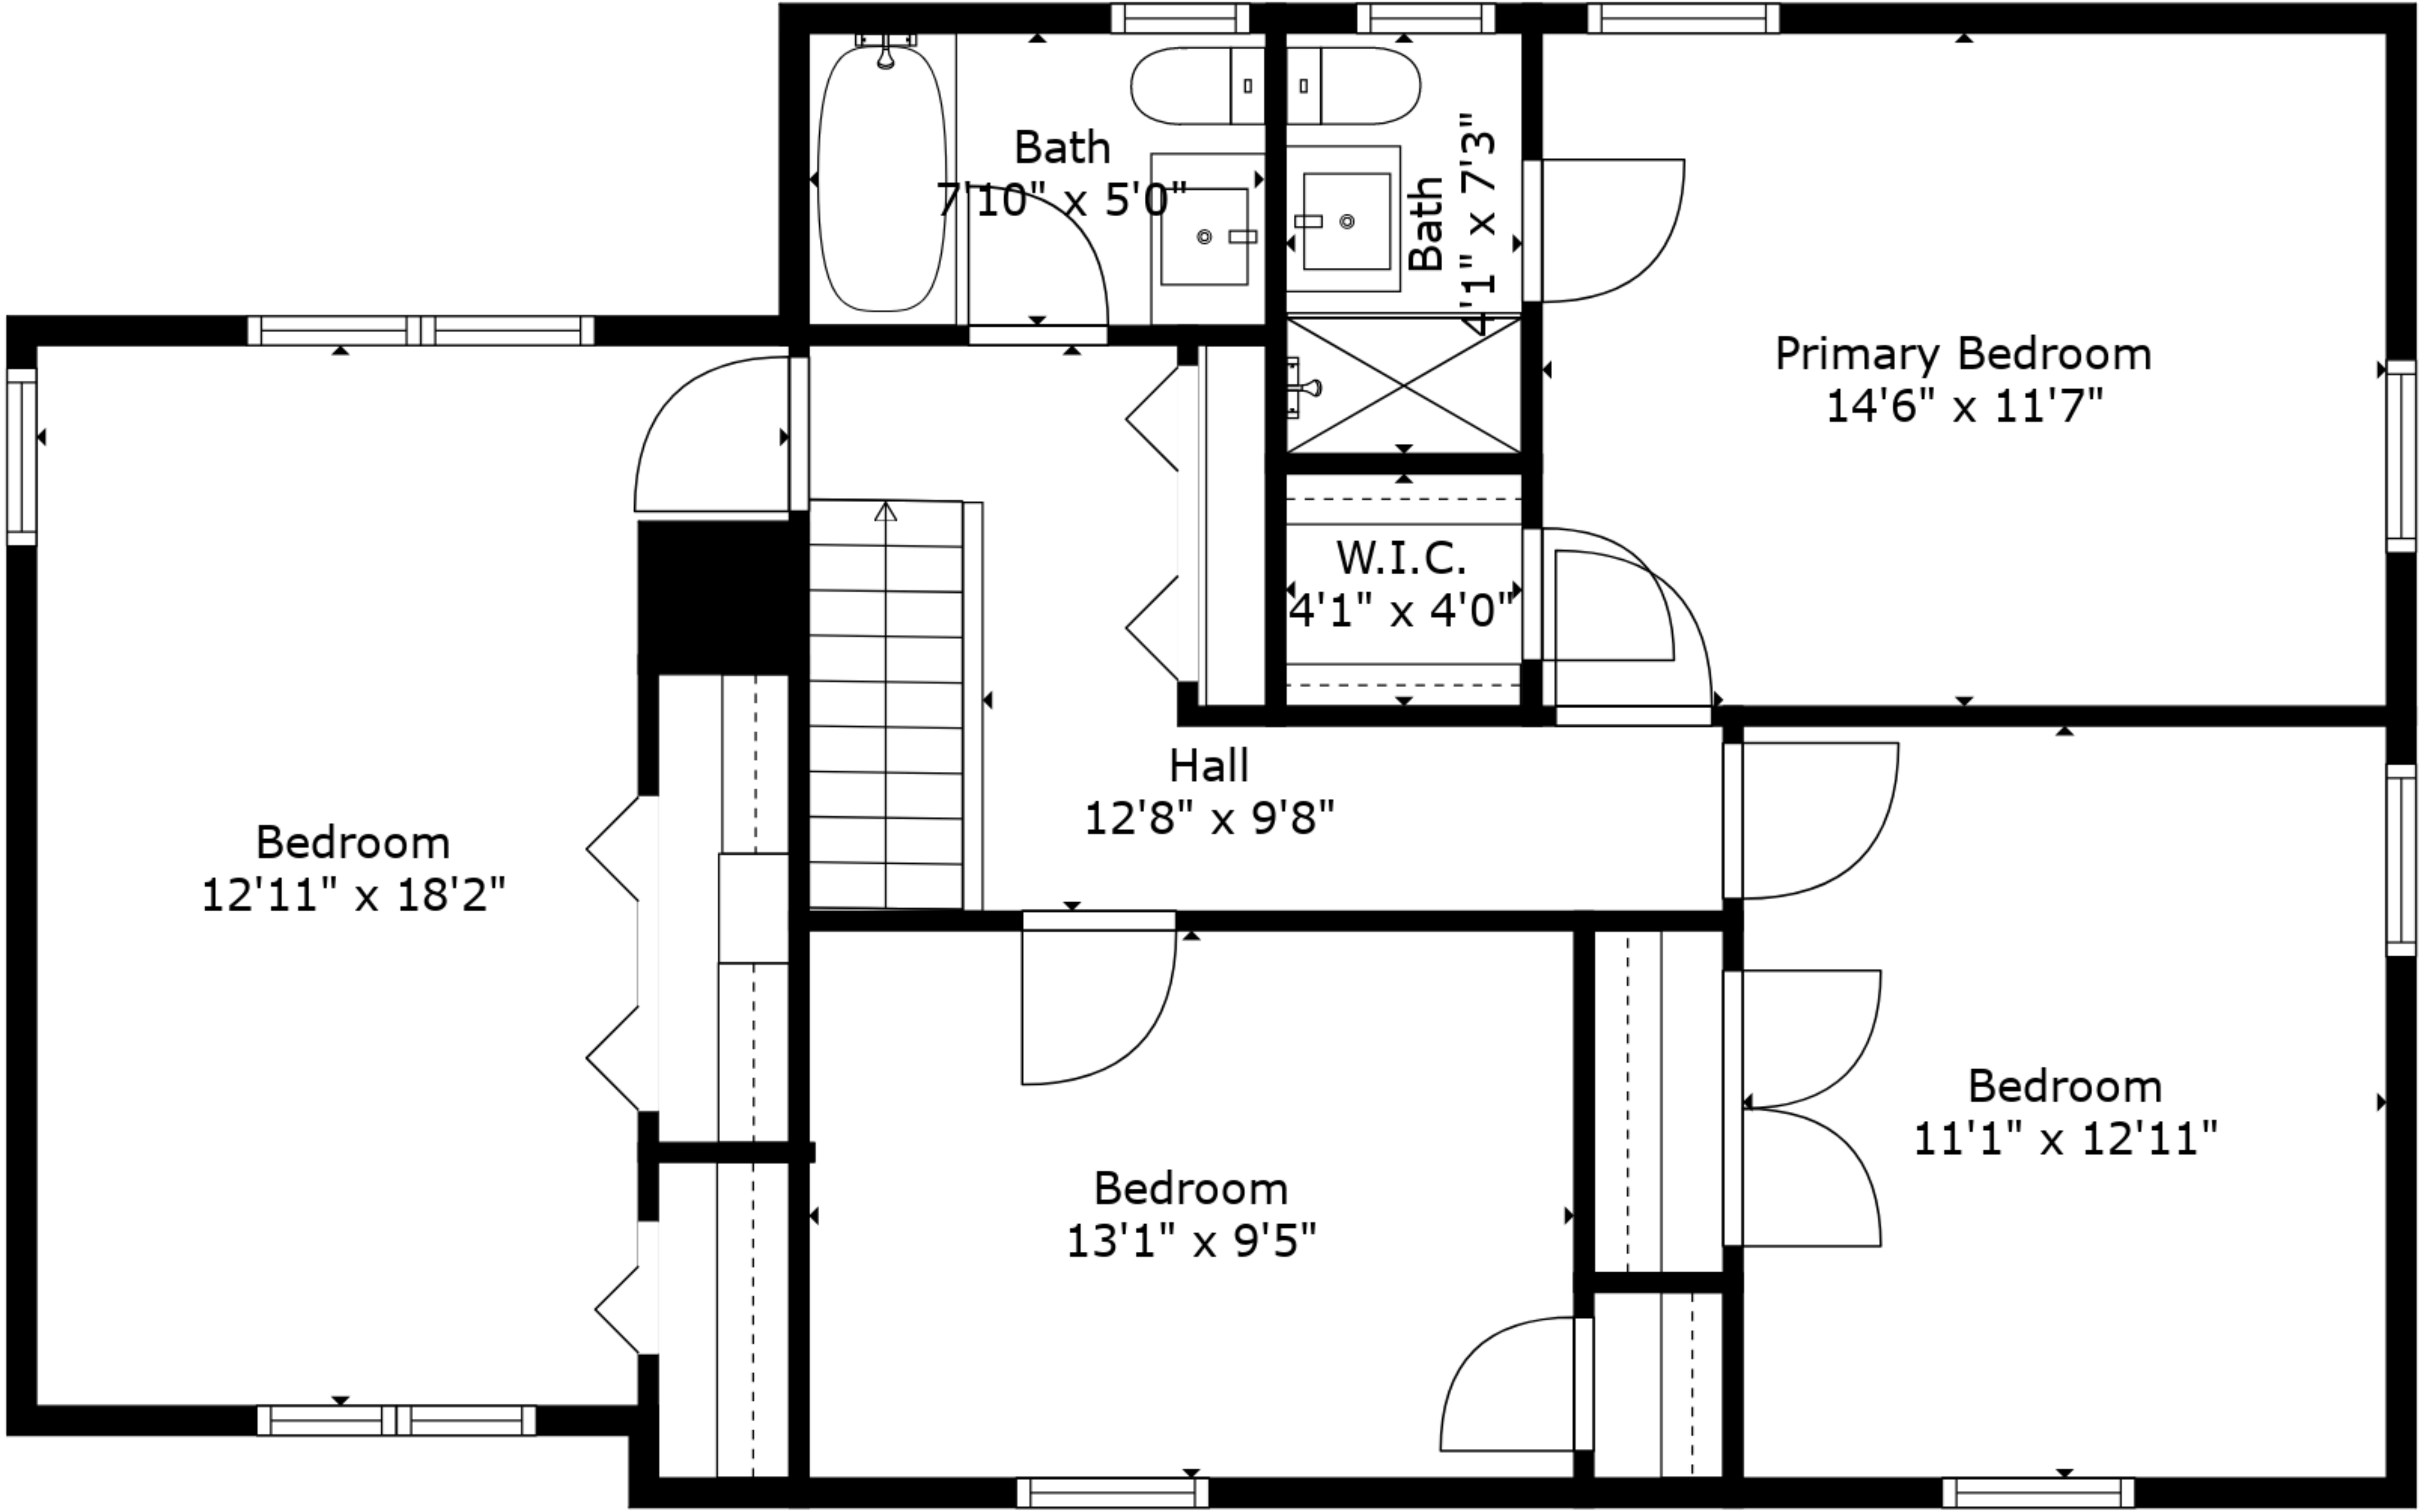 Bath
7'10" x 5'0"
Bath
4'1" x 7'3"
Primary Bedroom
14'6" x 11'7"
W.I.C.
4'1" x 4'0"
Hall
12'8" x 9'8"
Bedroom
12'11" x 18'2"
Bedroom
11'1" x 12'11"
Bedroom
13'1" x 9'5"